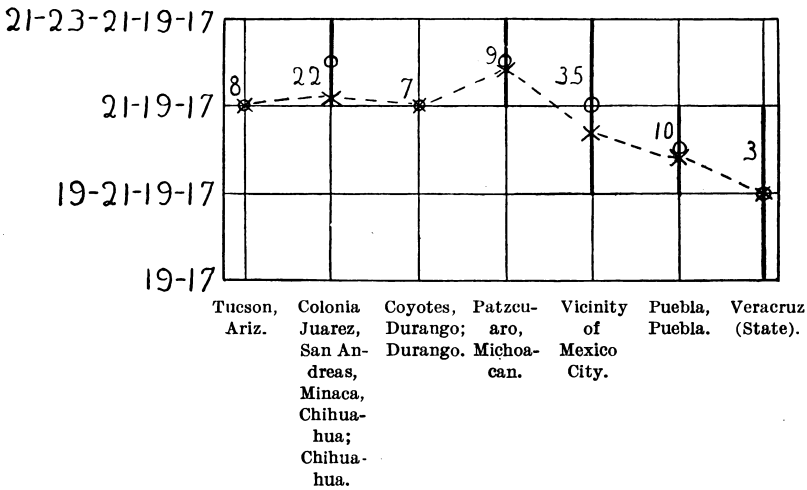 21-23-21-19-17
21-19-17
19-21-19-17
19-17
8
22
7
9
35
10
3
Tucson,
Ariz.
Colonia
Juarez,
San An-
dreas,
Minaca,
Chihua-
hua;
Chihua-
hua.
Coyotes,
Durango;
Durango.
Patzcu-
aro,
Michoa-
can.
Vicinity
of
Mexico
City.
Puebla,
Puebla.
Veracruz
(State).